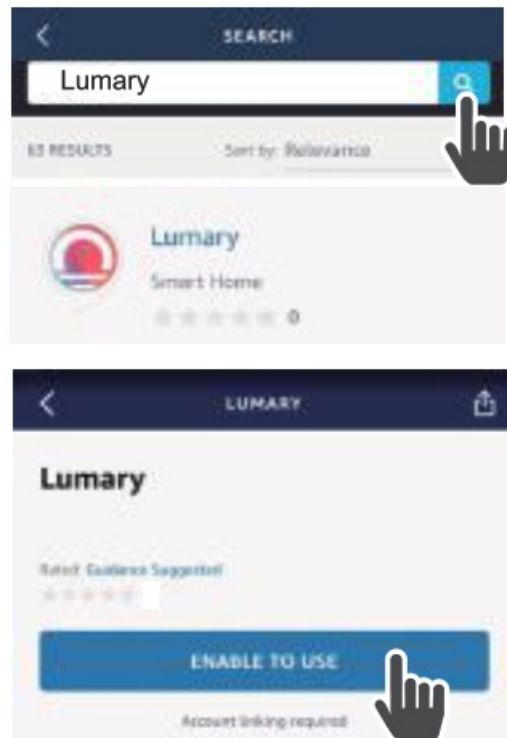 SEARCH
Lumary
63 RESULTS Sort by: Relevance
Lumary
Smart Home
0
LUMARY
Lumary
Rated: Guidance Suggested
ENABLE TO USE
Account linking required